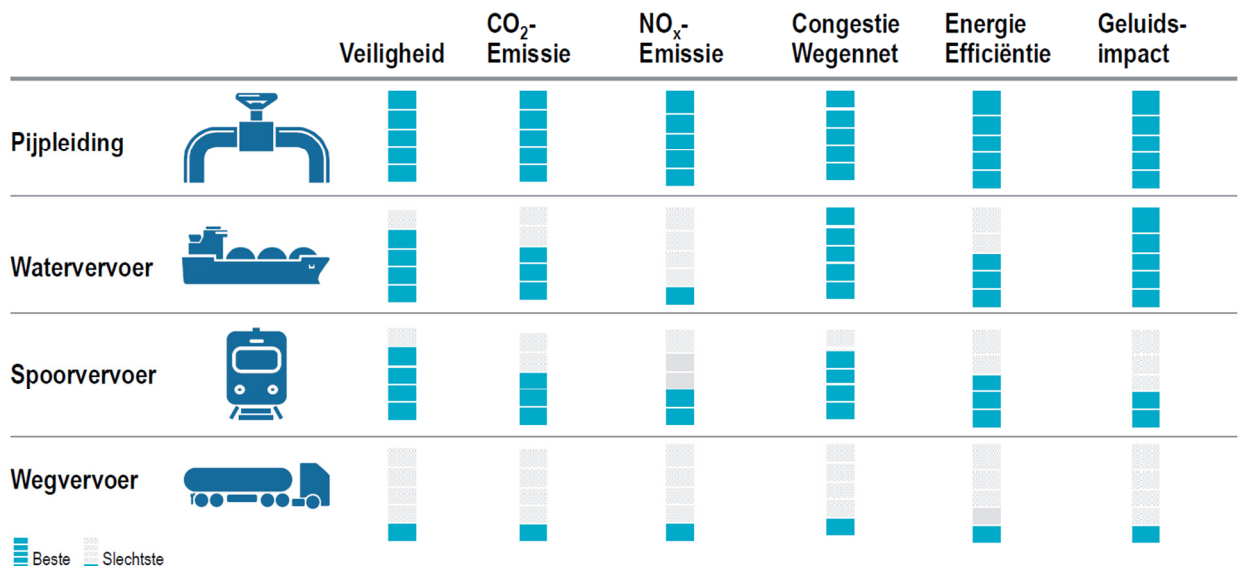 Veiligheid
CO₂-
Emissie
NOₓ-
Emissie
Congestie
Wegennet
Energie
Efficiëntie
Geluids-
impact
Pijpleiding
Watervervoer
Spoorvervoer
Wegvervoer
Beste
Slechtste